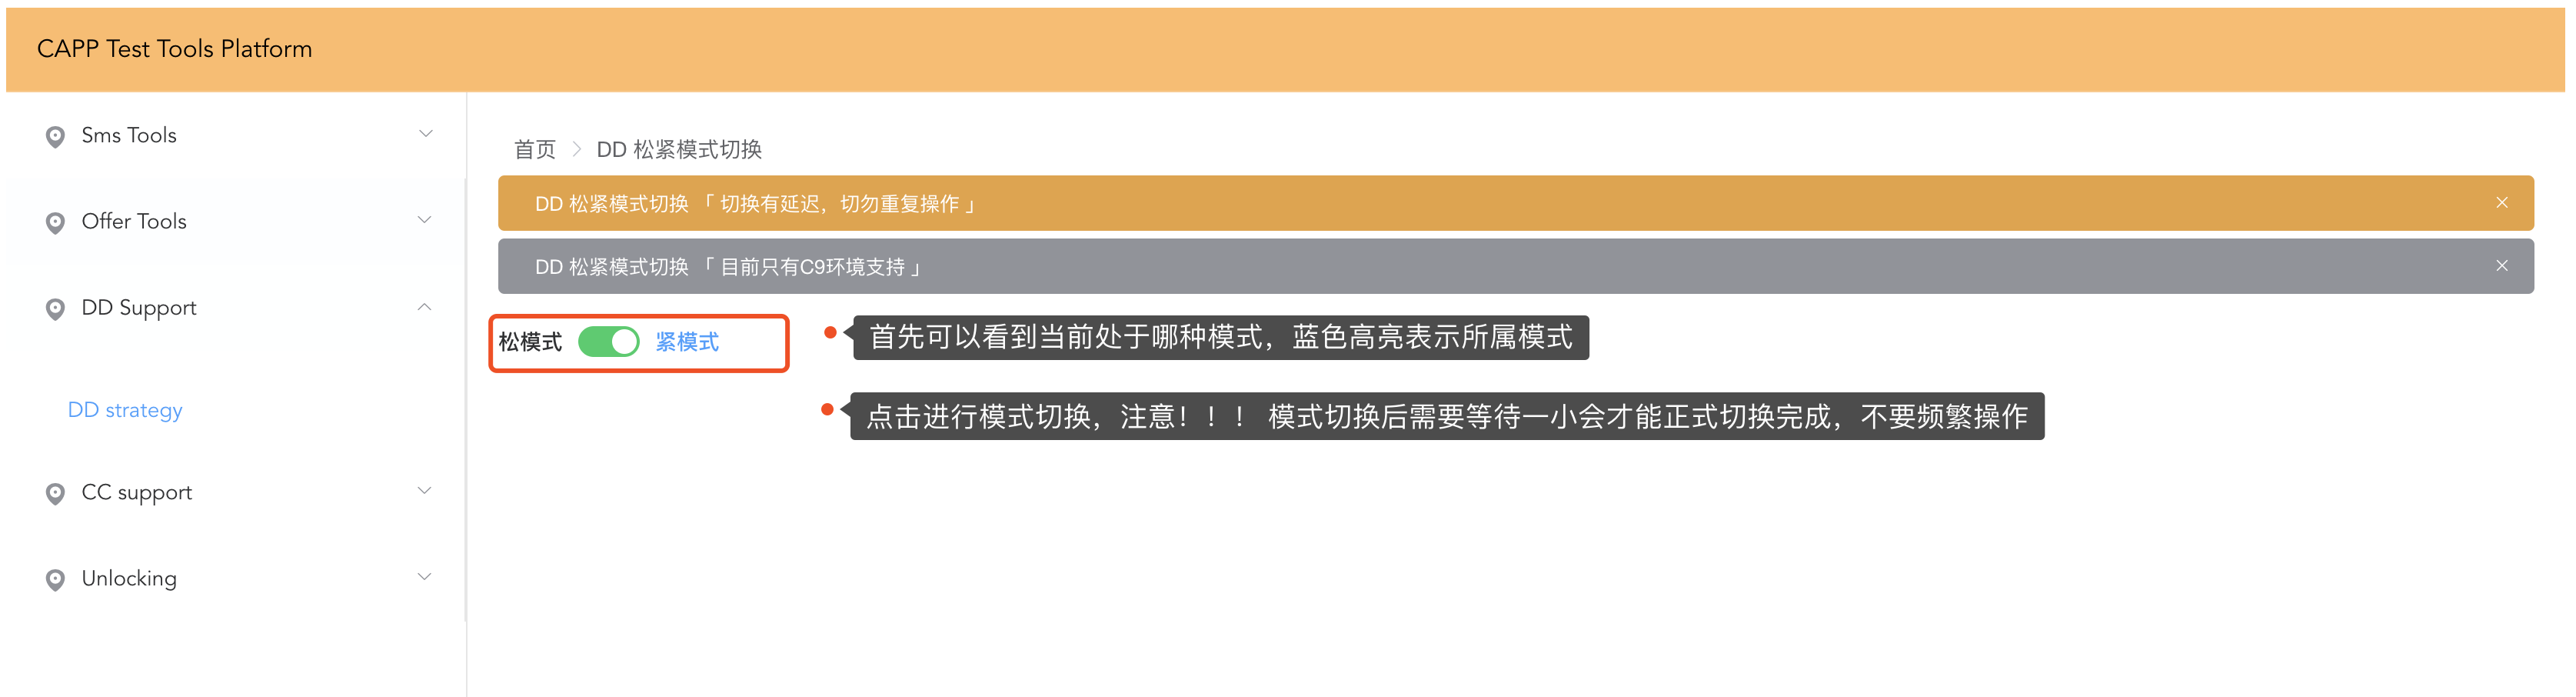 CAPP Test Tools Platform
Sms Tools
Offer Tools
DD Support
DD strategy
CC support
Unlocking
首页 > DD 松紧模式切换
DD 松紧模式切换 「 切换有延迟，切勿重复操作 」
DD 松紧模式切换 「 目前只有C9环境支持 」
松模式 紧模式
首先可以看到当前处于哪种模式，蓝色高亮表示所属模式
点击进行模式切换，注意！！！ 模式切换后需要等待一小会才能正式切换完成，不要频繁操作